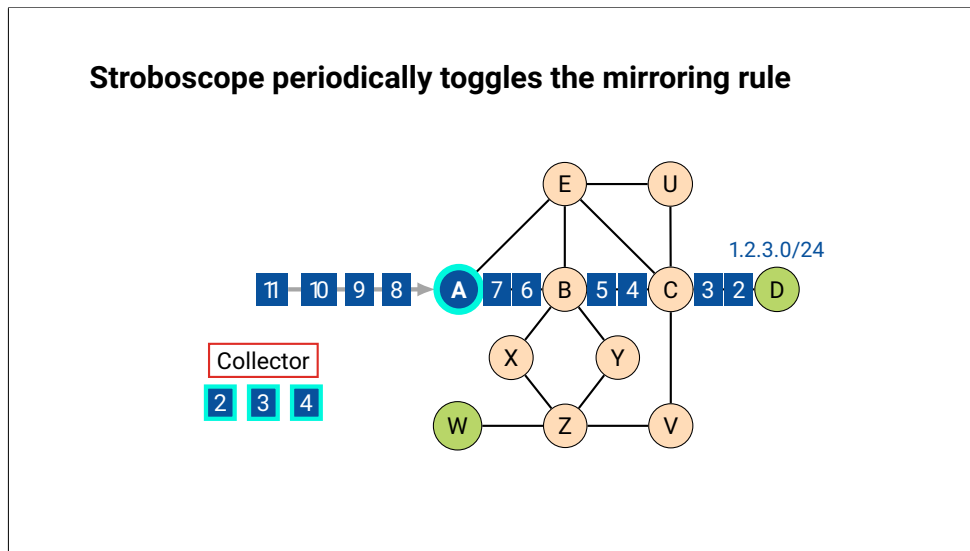 Stroboscope periodically toggles the mirroring rule
E U
1.2.3.0/24
11 10 9 8 A 7 6 B 5 4 C 3 2 D
X Y
Collector
2 3 4
W Z V